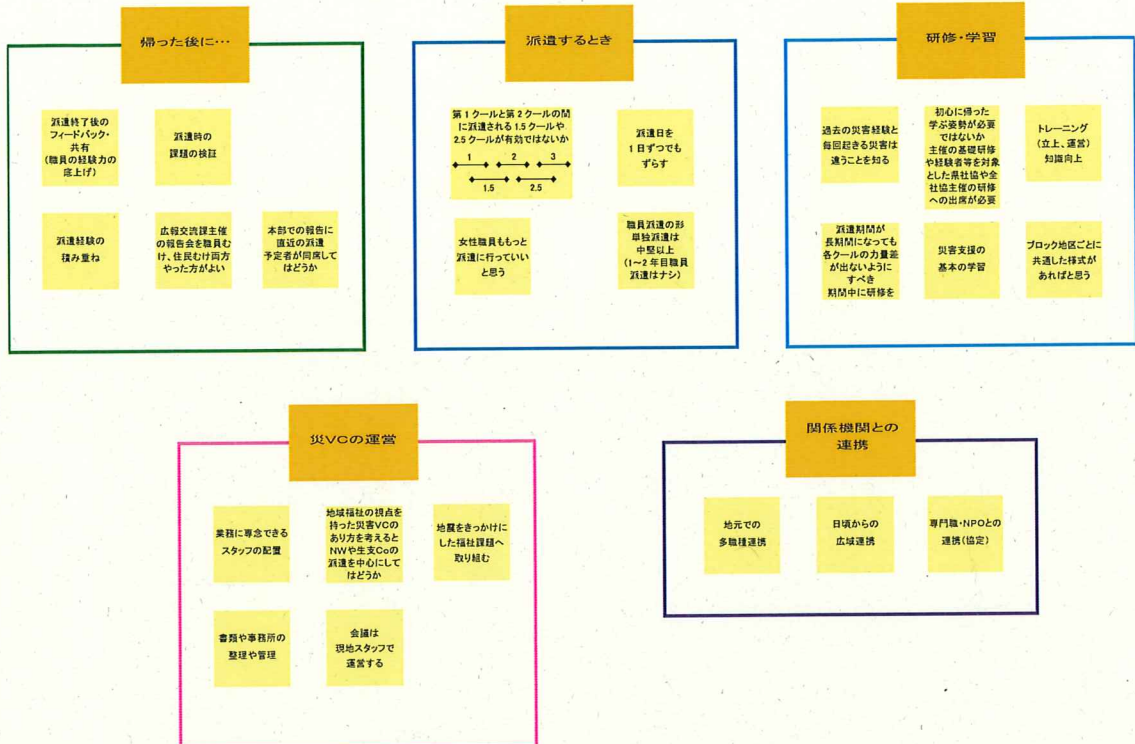 帰った後に…
派遣終了後の
フィードバック・
共有
(職員の経験力の
底上げ)
派遣時の
課題の検証
派遣経験の
積み重ね
広報交流課主催
の報告会を職員む
け、住民むけ両方
やった方がよい
本部での報告に
直近の派遣
予定者が同席して
はどうか
派遣するとき
第1クールと第2クールの間
に派遣される1.5クールや
2.5クールが有効ではないか
1 2 3
1.5 2.5
派遣日を
1日ずつでも
ずらす
女性職員ももっと
派遣に行っていい
と思う
職員派遣の形
単独派遣は
中堅以上
(1~2年目職員
派遣はナシ)
研修・学習
過去の災害経験と
毎回起きる災害は
違うことを知る
初心に帰った
学ぶ姿勢が必要
ではないか
主催の基礎研修
や経験者等を対象
とした県社協や全
社協主催の研修
への出席が必要
トレーニング
(立上、運営)
知識向上
派遣期間が
長期間になっても
各クールの力量差
が出ないように
すべき
期間中に研修を
災害支援の
基本の学習
ブロック地区ごとに
共通した様式が
あればと思う
災VCの運営
業務に専念できる
スタッフの配置
地域福祉の視点を
持った災害VCの
あり方を考えると
NWや生支Coの
派遣を中心にして
はどうか
地震をきっかけに
した福祉課題へ
取り組む
書類や事務所の
整理や管理
会議は
現地スタッフで
運営する
関係機関との
連携
地元での
多職種連携
日頃からの
広域連携
専門職・NPOとの
連携(協定)